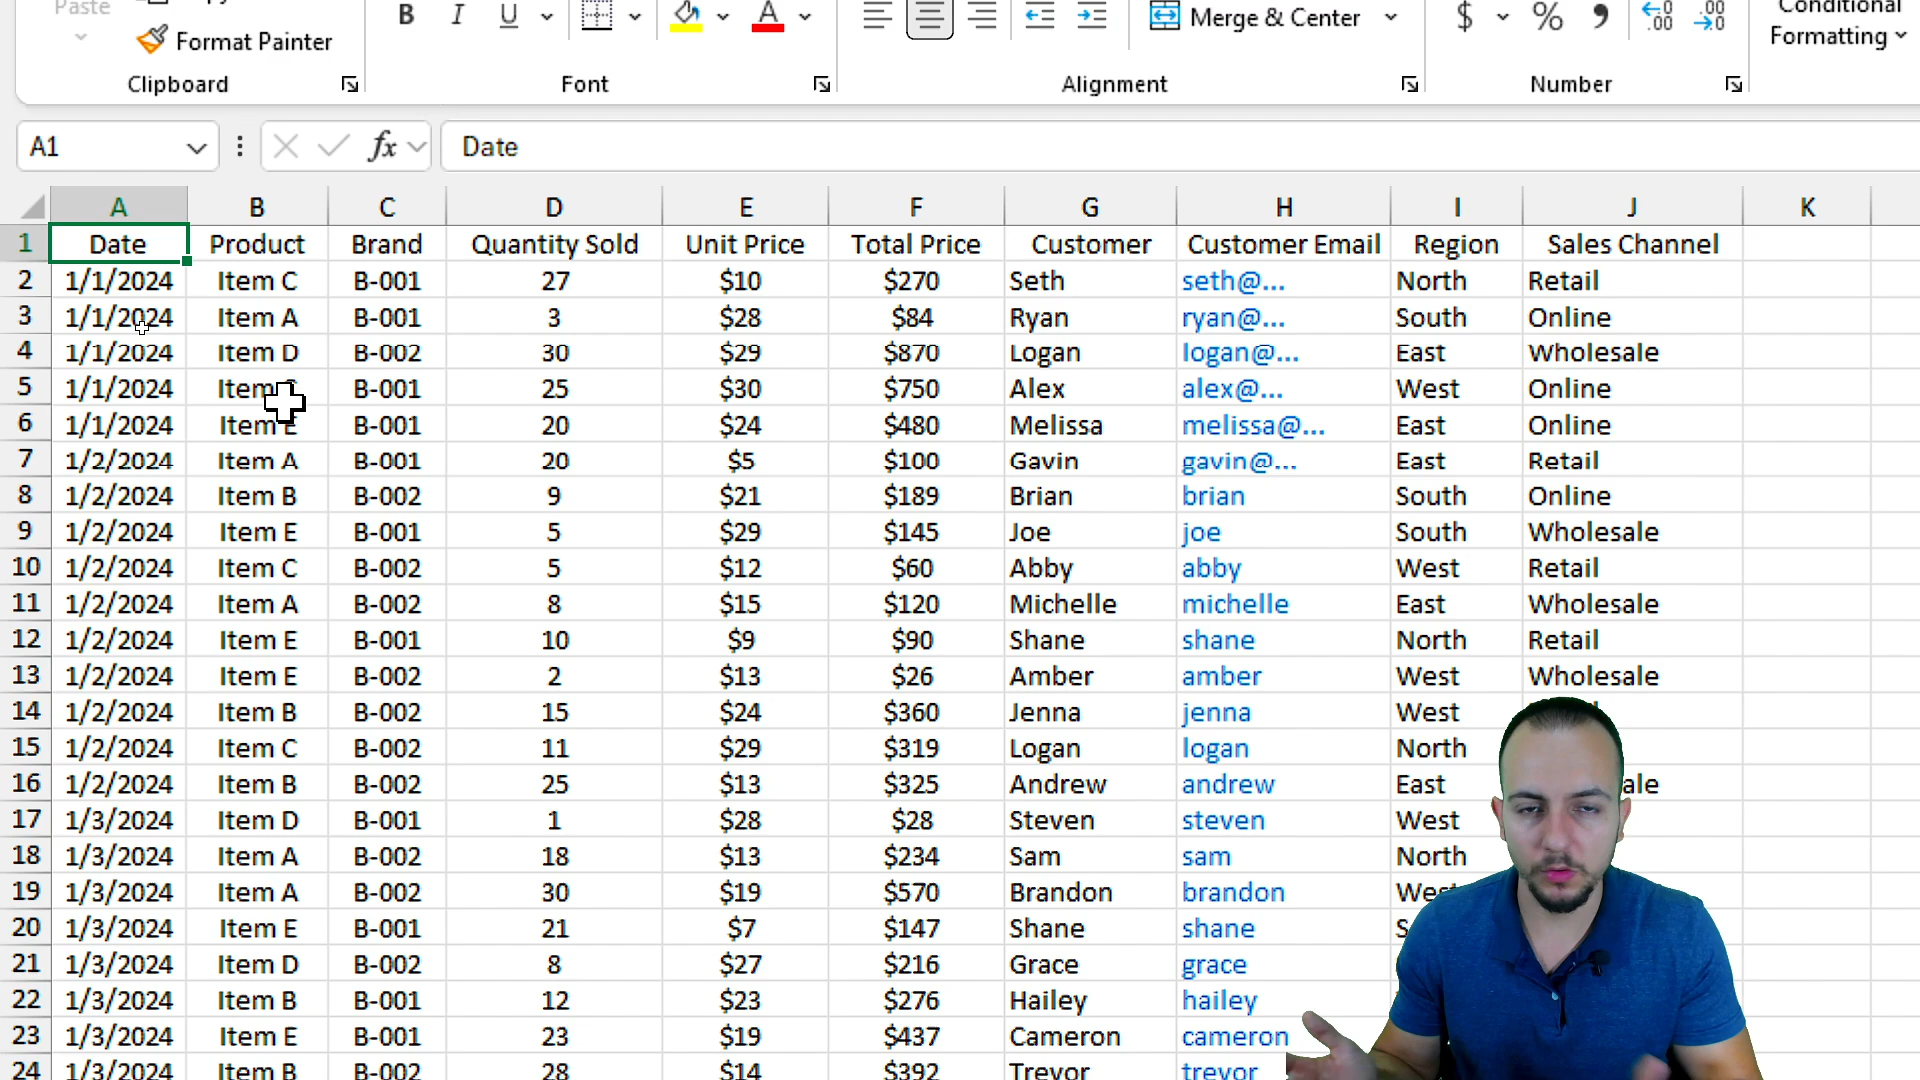 Paste
Format Painter
B I U A
Merge & Center
$ % 9 .00
Conditional
Formatting
Clipboard Font Alignment Number
A1 fx Date
A B C D E F G H I J K
1 Date Product Brand Quantity Sold Unit Price Total Price Customer Customer Email Region Sales Channel
2 1/1/2024 Item C B-001 27 $10 $270 Seth seth@... North Retail
3 1/1/2024 Item A B-001 3 $28 $84 Ryan ryan@... South Online
4 1/1/2024 Item D B-002 30 $29 $870 Logan logan@... East Wholesale
5 1/1/2024 Item B-001 25 $30 $750 Alex alex@... West Online
6 1/1/2024 Item E B-001 20 $24 $480 Melissa melissa@... East Online
7 1/2/2024 Item A B-001 20 $5 $100 Gavin gavin@... East Retail
8 1/2/2024 Item B B-002 9 $21 $189 Brian brian South Online
9 1/2/2024 Item E B-001 5 $29 $145 Joe joe South Wholesale
10 1/2/2024 Item C B-002 5 $12 $60 Abby abby West Retail
11 1/2/2024 Item A B-002 8 $15 $120 Michelle michelle East Wholesale
12 1/2/2024 Item E B-001 10 $9 $90 Shane shane North Retail
13 1/2/2024 Item E B-002 2 $13 $26 Amber amber West Wholesale
14 1/2/2024 Item B B-002 15 $24 $360 Jenna jenna West
15 1/2/2024 Item C B-002 11 $29 $319 Logan logan North
16 1/2/2024 Item B B-002 25 $13 $325 Andrew andrew East ale
17 1/3/2024 Item D B-001 1 $28 $28 Steven steven West
18 1/3/2024 Item A B-002 18 $13 $234 Sam sam North
19 1/3/2024 Item A B-002 30 $19 $570 Brandon brandon Wes
20 1/3/2024 Item E B-001 21 $7 $147 Shane shane S
21 1/3/2024 Item D B-002 8 $27 $216 Grace grace
22 1/3/2024 Item B B-001 12 $23 $276 Hailey hailey
23 1/3/2024 Item E B-001 23 $19 $437 Cameron cameron
24 1/3/2024 Item B B-002 28 $14 $392 Trevor trevor